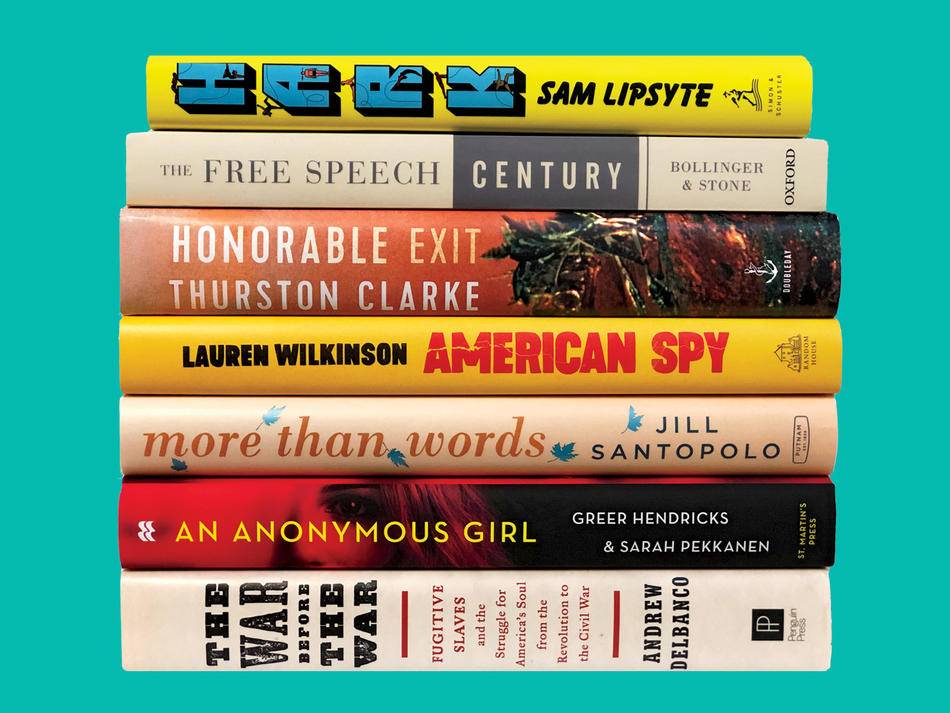 HARK SAM LIPSYTE SIMON & SCHUSTER
THE FREE SPEECH CENTURY BOLLINGER & STONE OXFORD
HONORABLE EXIT
THURSTON CLARKE
DOUBLEDAY
LAUREN WILKINSON AMERICAN SPY RANDOM HOUSE
more than words JILL SANTOPOLO PUTNAM EST. 1838
AN ANONYMOUS GIRL GREER HENDRICKS
& SARAH PEKKANEN
ST. MARTIN'S PRESS
THE
WAR
BEFORE
THE
WAR
FUGITIVE
SLAVES
and the
Struggle for
America's Soul
from the
Revolution to
the Civil War
ANDREW
DELBANCO
Penguin
Press